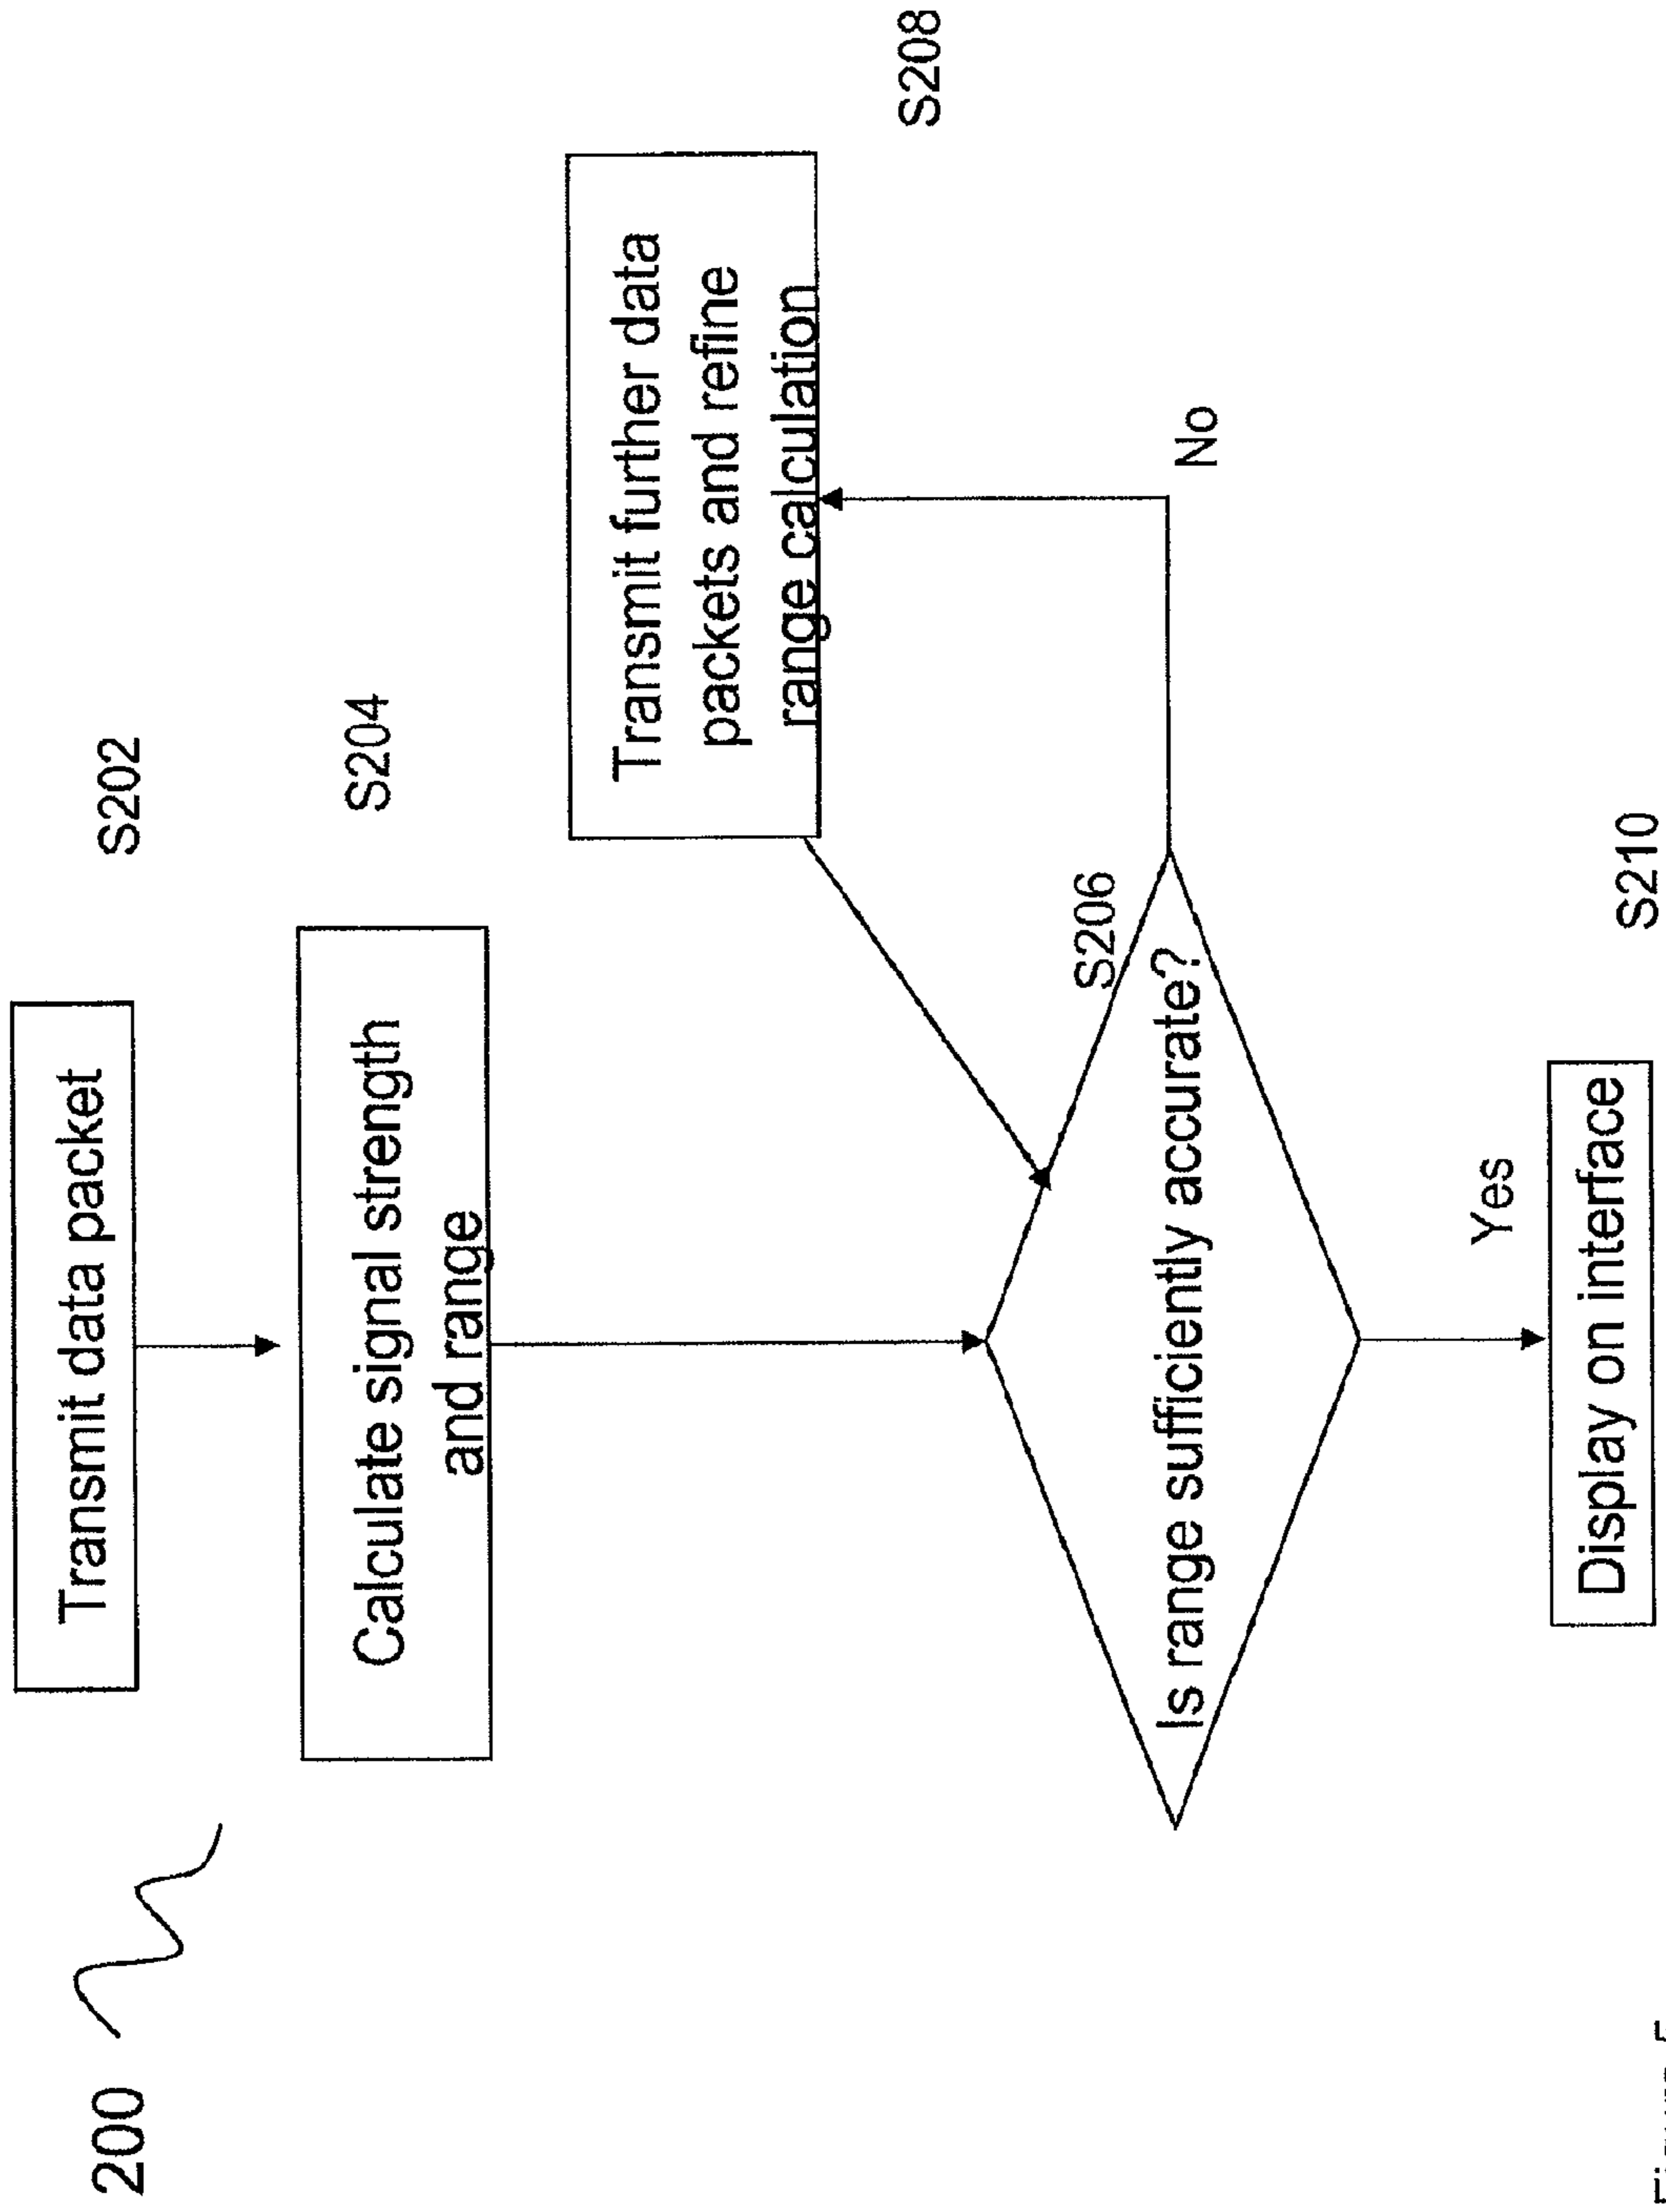 200
Transmit data packet
S202
Calculate signal strength
and range
S204
Transmit further data
packets and refine
range calculation
S208
S206
Is range sufficiently accurate?
No
Yes
Display on interface
S210